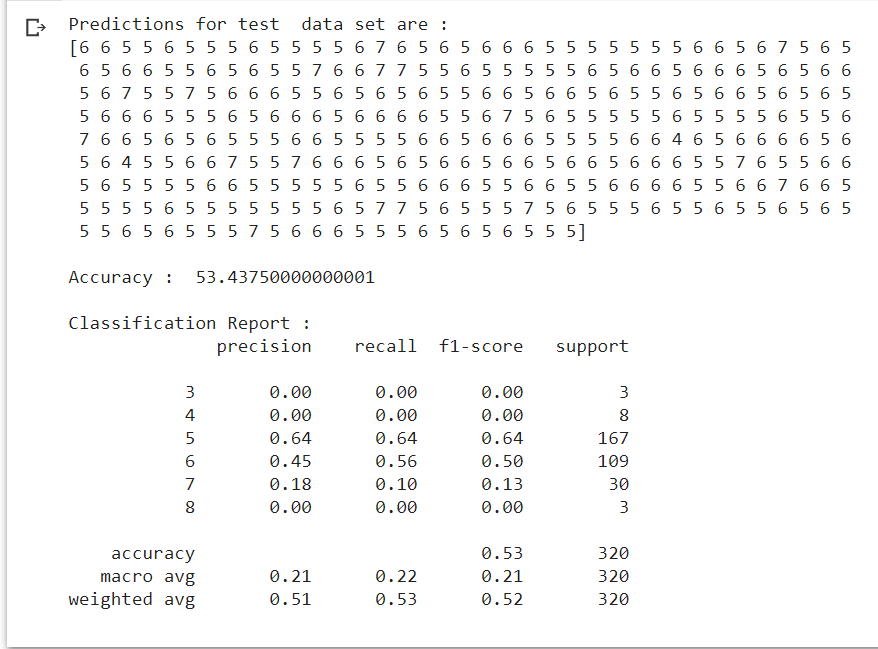 Predictions for test  data set are :
[6 6 5 5 6 5 5 5 6 5 5 5 5 6 7 6 5 6 5 6 6 6 5 5 5 5 5 5 5 6 6 5 6 7 5 6 5
6 5 6 6 5 5 6 5 6 5 5 7 6 6 7 7 5 5 6 5 5 5 5 5 6 5 6 6 5 6 6 6 5 6 5 6 6
5 6 7 5 5 7 5 6 6 6 5 5 6 5 6 5 6 5 5 6 6 5 6 6 5 6 5 5 6 5 6 6 5 6 5 6 5
5 6 6 6 5 5 5 6 5 6 6 6 5 6 6 6 6 5 5 6 7 5 6 5 5 5 5 5 6 5 5 5 5 6 5 5 6
7 6 6 5 6 5 6 5 5 5 6 6 5 5 5 5 6 6 5 6 6 6 5 5 5 5 6 6 4 6 5 6 6 6 6 5 6
5 6 4 5 5 6 6 7 5 5 7 6 6 6 5 6 5 6 6 5 6 6 5 6 6 5 6 6 6 5 5 7 6 5 5 6 6
5 6 5 5 5 5 6 6 5 5 5 5 5 6 5 5 6 6 6 5 5 6 6 5 5 6 6 6 6 5 5 6 6 7 6 6 5
5 5 5 5 6 5 5 5 5 5 5 5 6 5 7 7 5 6 5 5 5 7 5 6 5 5 5 6 5 5 6 5 5 6 5 6 5
5 5 6 5 6 5 5 5 7 5 6 6 6 5 5 5 6 5 6 5 6 5 5 5]
Accuracy :  53.43750000000001
Classification Report :
precision recall f1-score support
3 0.00 0.00 0.00 3
4 0.00 0.00 0.00 8
5 0.64 0.64 0.64 167
6 0.45 0.56 0.50 109
7 0.18 0.10 0.13 30
8 0.00 0.00 0.00 3
accuracy 0.53 320
macro avg 0.21 0.22 0.21 320
weighted avg 0.51 0.53 0.52 320